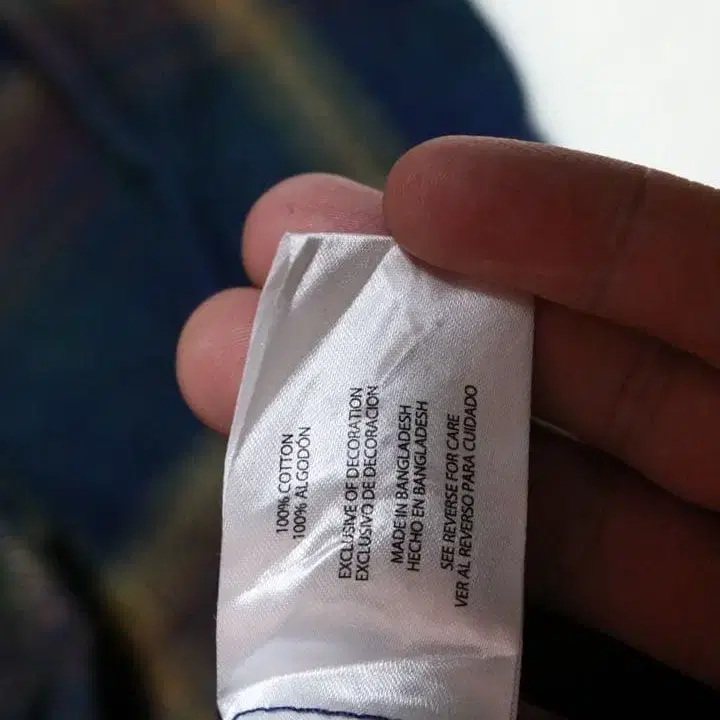 100% COTTON
100% ALGODÓN
EXCLUSIVE OF DECORATION
EXCLUSIVO DE DECORACION
MADE IN BANGLADESH
HECHO EN BANGLADESH
SEE REVERSE FOR CARE
VER AL REVERSO PARA CUIDADO